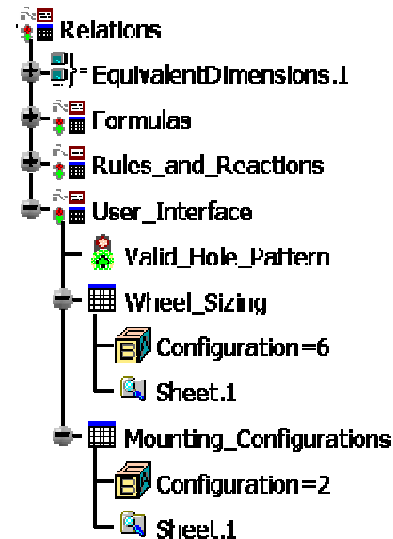 Relations
EquivalentDimensions.1
Formulas
Rules_and_Reactions
User_Interface
Valid_Hole_Pattern
Wheel_Sizing
Configuration=6
Sheet.1
Mounting_Configurations
Configuration=2
Sheet.1